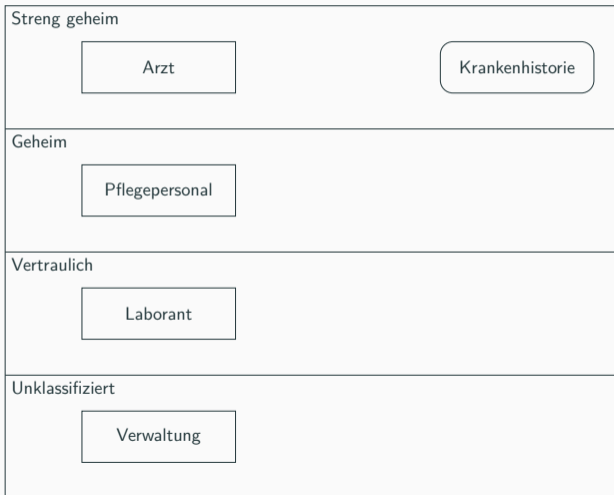 Streng geheim
Arzt
Krankenhistorie
Geheim
Pflegepersonal
Vertraulich
Laborant
Unklassifiziert
Verwaltung